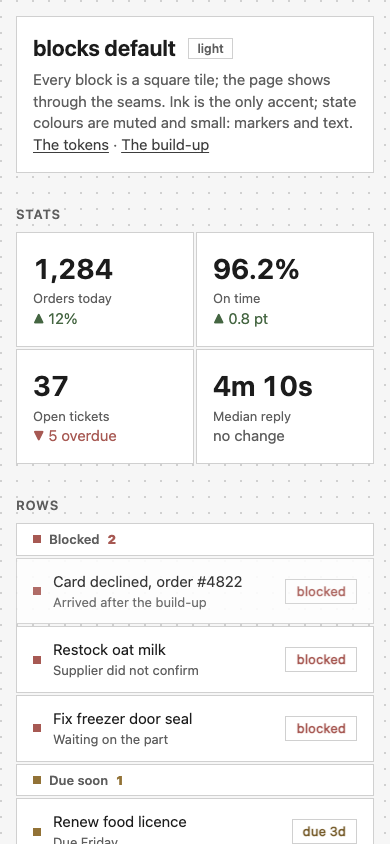 blocks default light
Every block is a square tile; the page shows
through the seams. Ink is the only accent; state
colours are muted and small: markers and text.
The tokens · The build-up
STATS
1,284
Orders today
▲ 12%
96.2%
On time
▲ 0.8 pt
37
Open tickets
▼ 5 overdue
4m 10s
Median reply
no change
ROWS
Blocked 2
Card declined, order #4822
Arrived after the build-up
blocked
Restock oat milk
Supplier did not confirm
blocked
Fix freezer door seal
Waiting on the part
blocked
Due soon 1
Renew food licence
Due Friday
due 3d